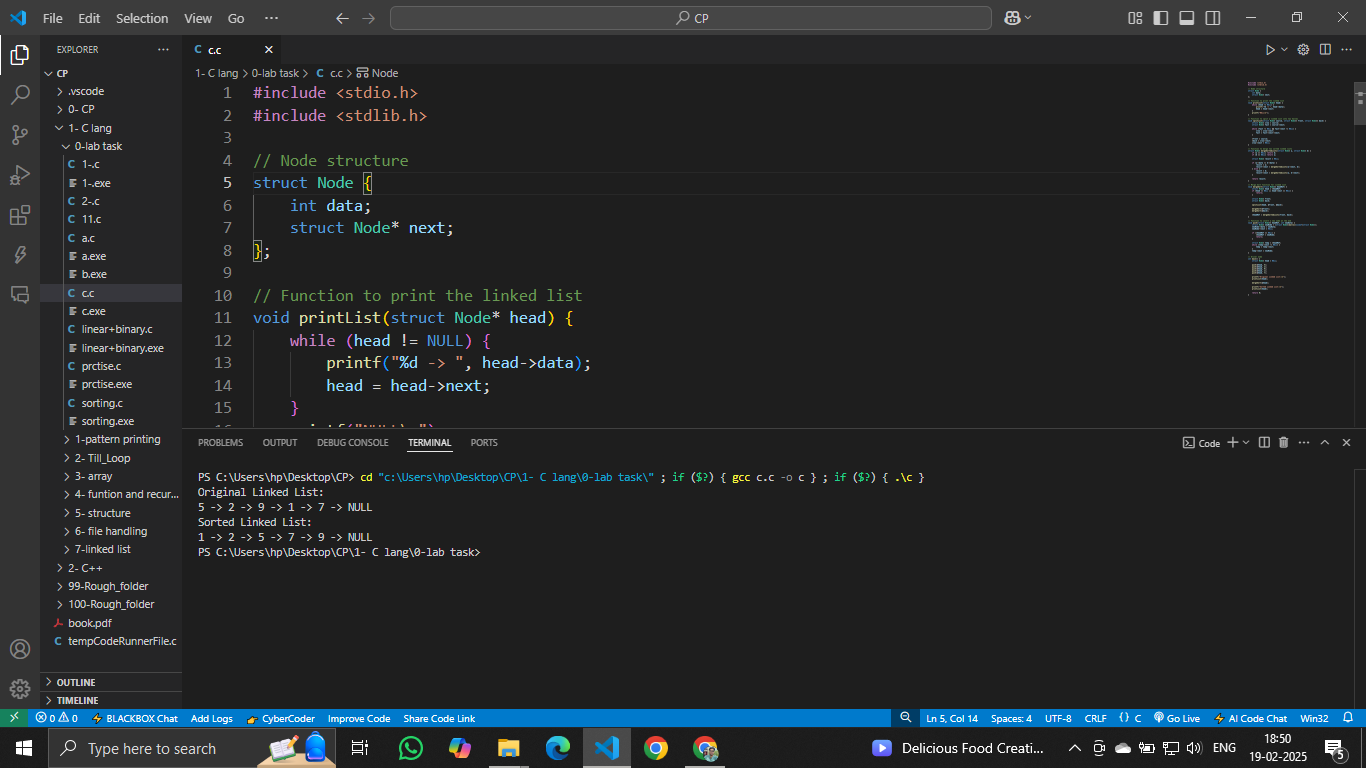 File Edit Selection View Go ··· CP
EXPLORER ···
CP
.vscode
0- CP
1- C lang
0-lab task
C 1-.c
1-.exe
C 2-.c
C 11.c
C a.c
a.exe
b.exe
C c.c
c.exe
C linear+binary.c
linear+binary.exe
C prctise.c
prctise.exe
C sorting.c
sorting.exe
1-pattern printing
2- Till_Loop
3- array
4- funtion and recur...
5- structure
6- file handling
7-linked list
2- C++
99-Rough_folder
100-Rough_folder
book.pdf
C tempCodeRunnerFile.c
OUTLINE
TIMELINE
C c.c
1- C lang > 0-lab task > C c.c > Node
1 #include <stdio.h>
2 #include <stdlib.h>
3
4 // Node structure
5 struct Node {
6 int data;
7 struct Node* next;
8 };
9
10 // Function to print the linked list
11 void printList(struct Node* head) {
12 while (head != NULL) {
13 printf("%d -> ", head->data);
14 head = head->next;
15 }
PROBLEMS OUTPUT DEBUG CONSOLE TERMINAL PORTS Code
PS C:\Users\hp\Desktop\CP> cd "c:\Users\hp\Desktop\CP\1- C lang\0-lab task\" ; if ($?) { gcc c.c -o c } ; if ($?) { .\c }
Original Linked List:
5 -> 2 -> 9 -> 1 -> 7 -> NULL
Sorted Linked List:
1 -> 2 -> 5 -> 7 -> 9 -> NULL
PS C:\Users\hp\Desktop\CP\1- C lang\0-lab task>
0 0 BLACKBOX Chat Add Logs CyberCoder Improve Code Share Code Link Ln 5, Col 14 Spaces: 4 UTF-8 CRLF {} C Go Live AI Code Chat Win32
Type here to search Delicious Food Creati... ENG 18:50
19-02-2025 5